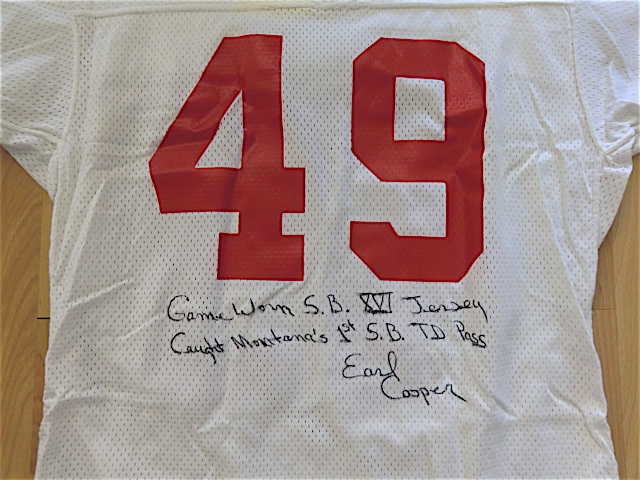 49
Game Worn S.B. XVI Jersey
Caught Montana's 1st S.B. TD Pass
Earl
Cooper